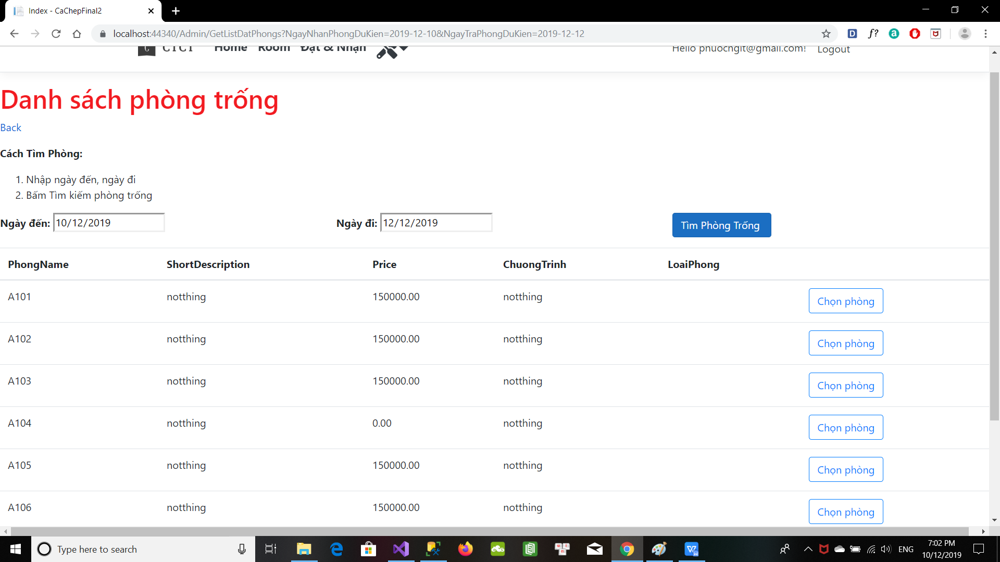 Index - CaChepFinal2
localhost:44340/Admin/GetListDatPhongs?NgayNhanPhongDuKien=2019-12-10&NgayTraPhongDuKien=2019-12-12
C CTCT Home Room Đặt & Nhận Hello phuocngit@gmail.com! Logout
Danh sách phòng trống
Back
Cách Tìm Phòng:
1. Nhập ngày đến, ngày đi
2. Bấm Tìm kiếm phòng trống
Ngày đến: 10/12/2019 Ngày đi: 12/12/2019 Tìm Phòng Trống
PhongName ShortDescription Price ChuongTrinh LoaiPhong
A101 notthing 150000.00 notthing Chọn phòng
A102 notthing 150000.00 notthing Chọn phòng
A103 notthing 150000.00 notthing Chọn phòng
A104 notthing 0.00 notthing Chọn phòng
A105 notthing 150000.00 notthing Chọn phòng
A106 notthing 150000.00 notthing Chọn phòng
Type here to search ENG 7:02 PM
10/12/2019